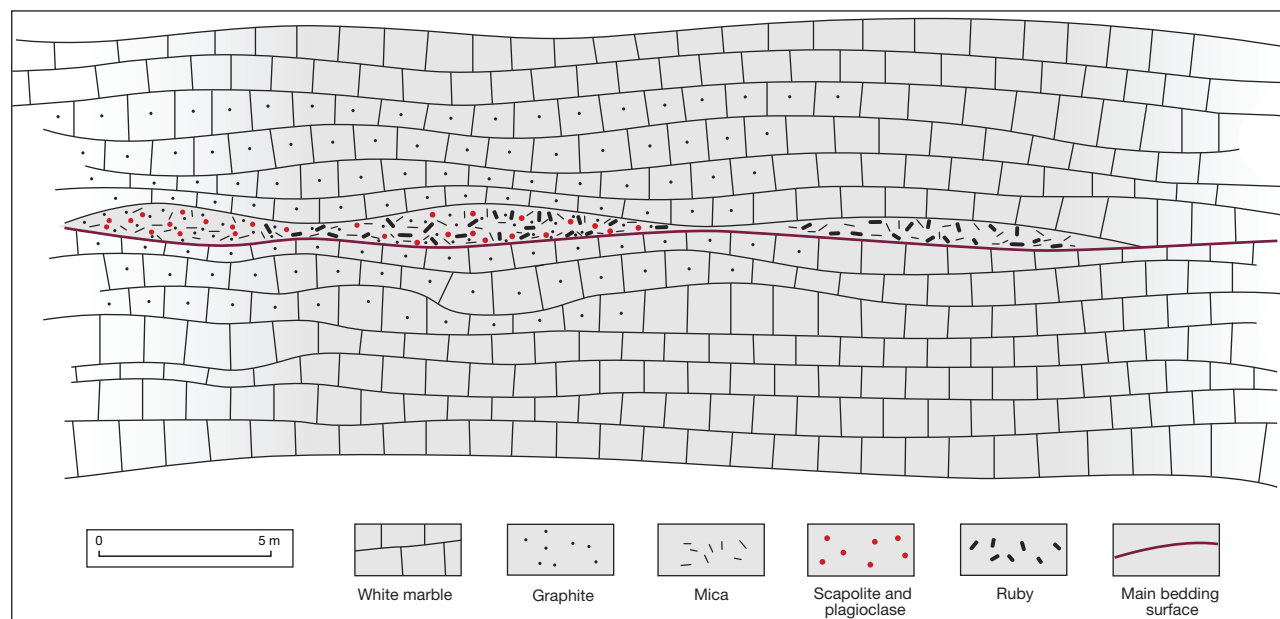 0 5 m
White marble
Graphite
Mica
Scapolite and
plagioclase
Ruby
Main bedding
surface